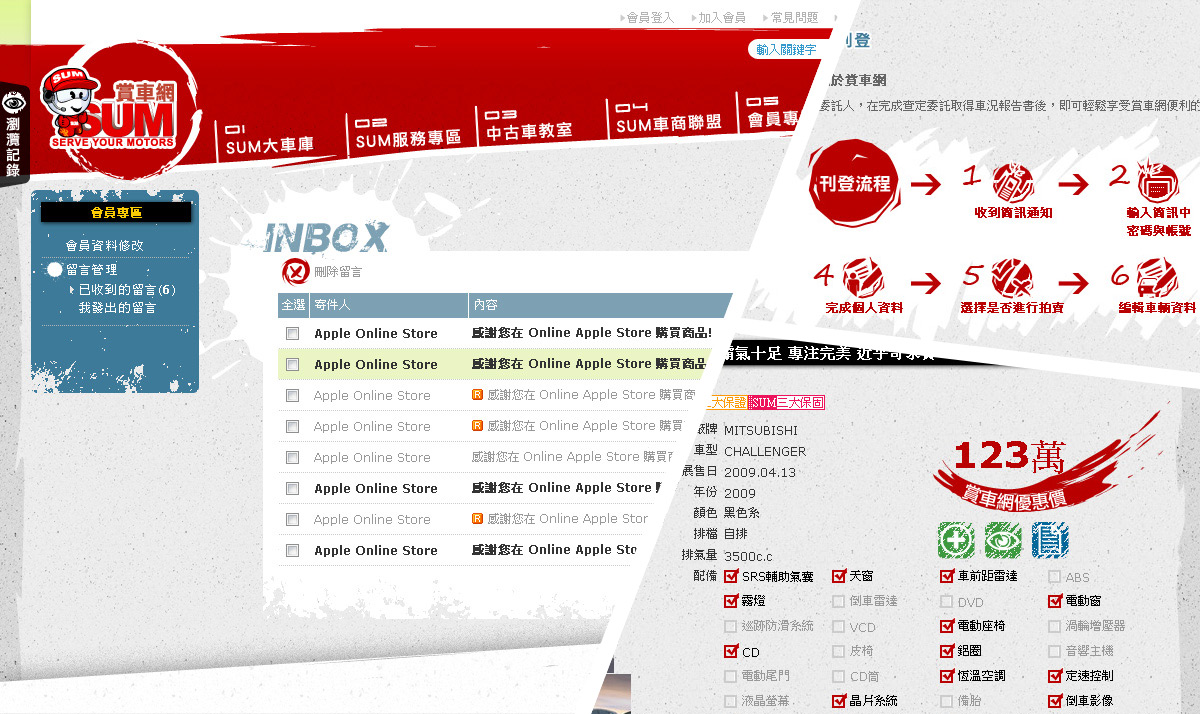 會員登入
加入會員
常見問題
輸入關鍵字
瀏灠記錄
SUM
賞車網
SUM
SERVE YOUR MOTORS
01
SUM大車庫
02
SUM服務專區
03
中古車教室
04
SUM車商聯盟
05
會員專
會員專區
會員資料修改
留言管理
已收到的留言(6)
我發出的留言
INBOX
刪除留言
全選 寄件人 內容
Apple Online Store 感謝您在 Online Apple Store 購買商品!
Apple Online Store 感謝您在 Online Apple Store 購買商品
Apple Online Store R 感謝您在 Online Apple Store 購買商
Apple Online Store R 感謝您在 Online Apple Store 購買
Apple Online Store 感謝您在 Online Apple Store 購買
Apple Online Store 感謝您在 Online Apple Store
Apple Online Store R 感謝您在 Online Apple Stor
Apple Online Store 感謝您在 Online Apple Sto
刊登
於賞車網
委託人，在完成查定委託取得車況報告書後，即可輕鬆享受賞車網便利的
刊登流程
1
收到簡訊通知
2
輸入簡訊中
密碼與帳號
4
完成個人資料
5
選擇是否進行拍賣
6
編輯車輛資料
霸氣十足 專注完美 近乎苛求
三大保證 SUM三大保固
廠牌 MITSUBISHI
車型 CHALLENGER
展售日 2009.04.13
年份 2009
顏色 黑色系
排檔 自排
排氣量 3500c.c
123萬
賞車網優惠價
配備 SRS輔助氣囊 天窗 車前距雷達 ABS
霧燈 倒車雷達 DVD 電動窗
巡跡防滑系統 VCD 電動座椅 渦輪增壓器
CD 皮椅 鋁圈 音響主機
電動尾門 CD筒 恆溫空調 定速控制
液晶螢幕 晶片系統 備胎 倒車影像